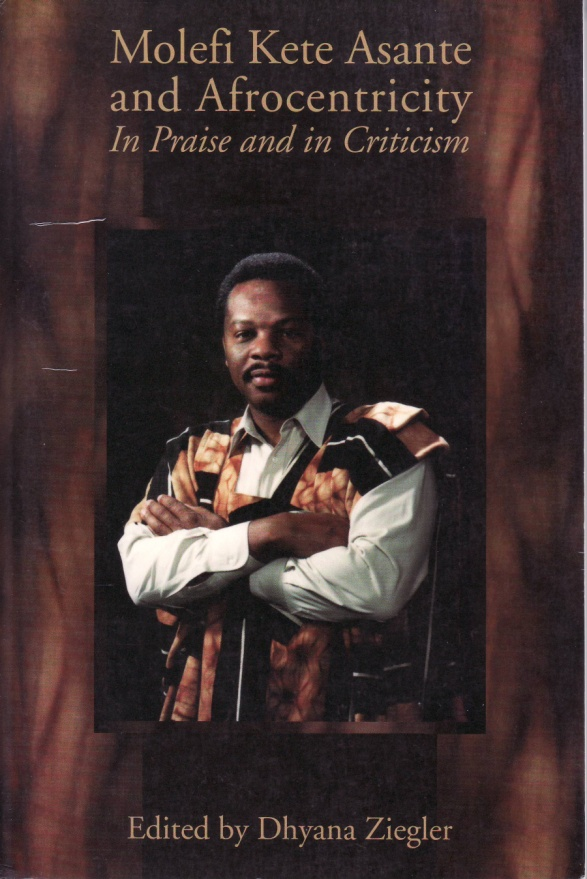 Molefi Kete Asante
and Afrocentricity
In Praise and in Criticism
Edited by Dhyana Ziegler